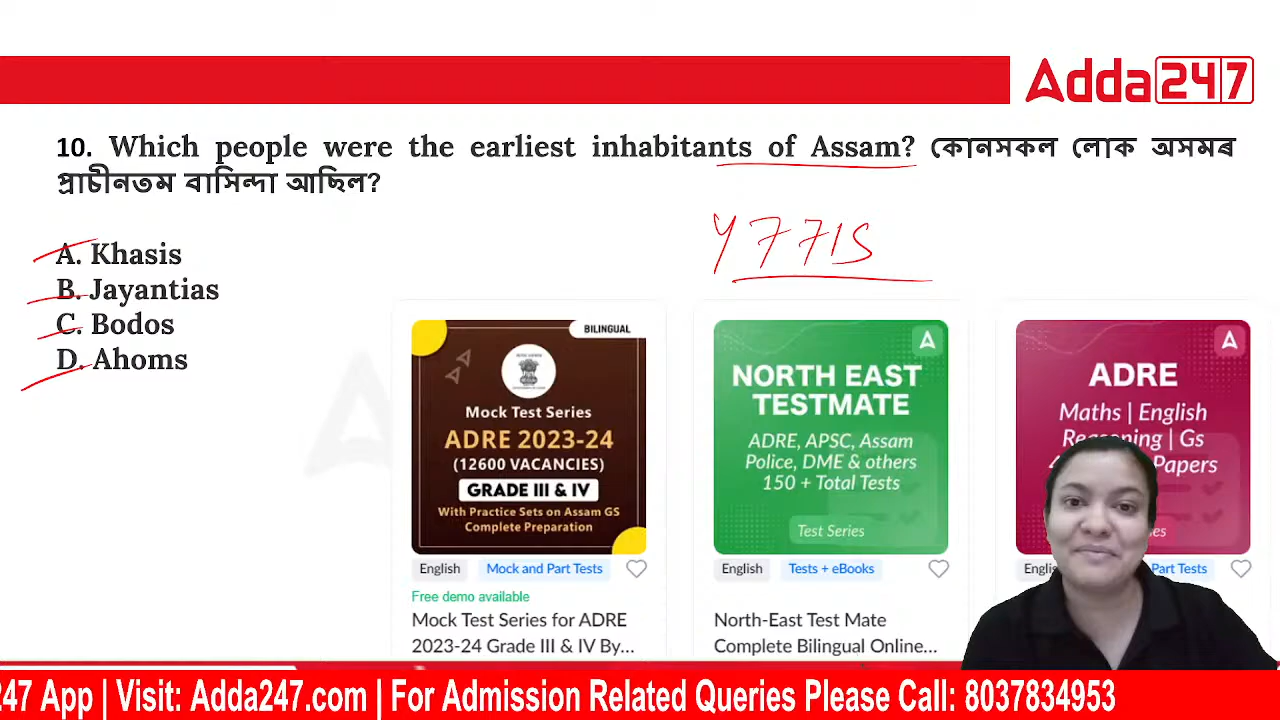 Adda247
10. Which people were the earliest inhabitants of Assam? কোনসকল লোক অসমৰ
প্ৰাচীনতম বাসিন্দা আছিল?
A. Khasis
B. Jayantias
C. Bodos
D. Ahoms
Y7715
BILINGUAL
Mock Test Series
ADRE 2023-24
(12600 VACANCIES)
GRADE III & IV
With Practice Sets on Assam GS
Complete Preparation
English Mock and Part Tests
Free demo available
Mock Test Series for ADRE
2023-24 Grade III & IV By...
NORTH EAST
TESTMATE
ADRE, APSC, Assam
Police, DME & others
150 + Total Tests
Test Series
English Tests + eBooks
North-East Test Mate
Complete Bilingual Online...
ADRE
Maths | English
Reasoning | Gs
Papers
Part Tests
247 App | Visit: Adda247.com | For Admission Related Queries Please Call: 8037834953